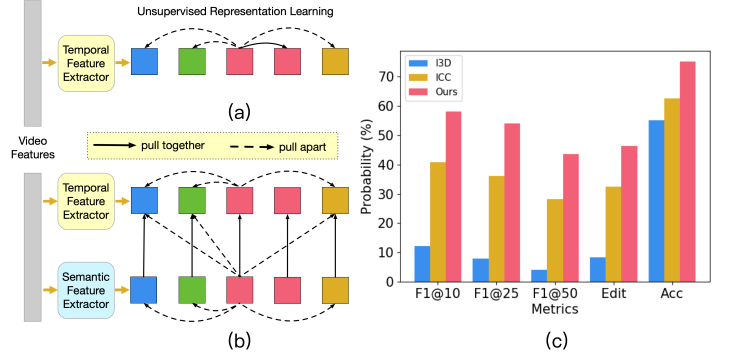 Unsupervised Representation Learning
Temporal
Feature
Extractor
(a)
Video
Features
pull together
pull apart
Temporal
Feature
Extractor
Semantic
Feature
Extractor
(b)
I3D
ICC
Ours
Probability (%)
70
60
50
40
30
20
10
0
F1@10 F1@25 F1@50 Edit Acc
Metrics
(c)